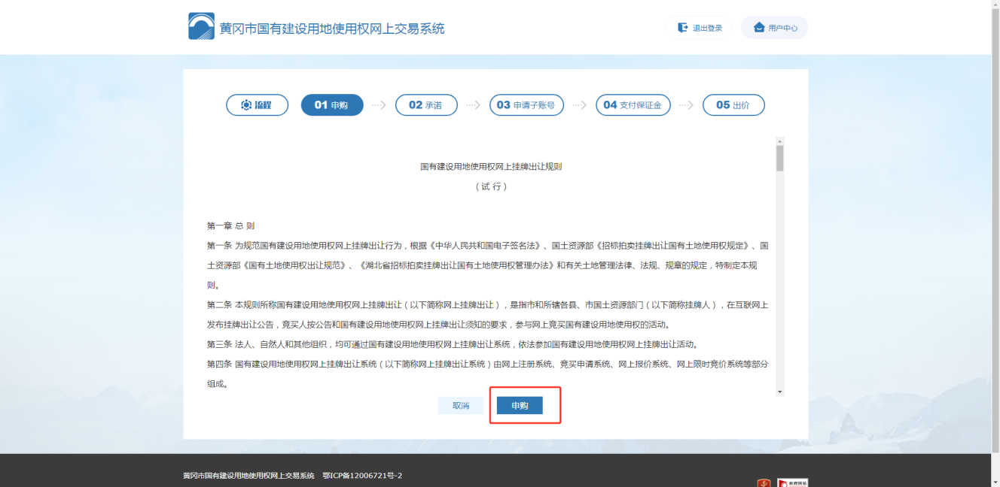 黄冈市国有建设用地使用权网上交易系统
退出登录
用户中心
流程
01 申购
02 承诺
03 申请子账号
04 支付保证金
05 出价
国有建设用地使用权网上挂牌出让规则
（ 试 行 ）
第一章 总 则
第一条 为规范国有建设用地使用权网上挂牌出让行为，根据《中华人民共和国电子签名法》、国土资源部《招标拍卖挂牌出让国有土地使用权规定》、国
土资源部《国有土地使用权出让规范》、《湖北省招标拍卖挂牌出让国有土地使用权管理办法》和有关土地管理法律、法规、规章的规定，特制定本规
则。
第二条 本规则所称国有建设用地使用权网上挂牌出让（以下简称网上挂牌出让），是指市和所辖各县、市国土资源部门（以下简称挂牌人），在互联网上
发布挂牌出让公告，竞买人按公告和国有建设用地使用权网上挂牌出让须知的要求，参与网上竞买国有建设用地使用权的活动。
第三条 法人、自然人和其他组织，均可通过国有建设用地使用权网上挂牌出让系统，依法参加国有建设用地使用权网上挂牌出让活动。
第四条 国有建设用地使用权网上挂牌出让系统（以下简称网上挂牌出让系统）由网上注册系统、竞买申请系统、网上报价系统、网上限时竞价系统等部分
组成。
取消
申购
黄冈市国有建设用地使用权网上交易系统 鄂ICP备12006721号-2
政府网站